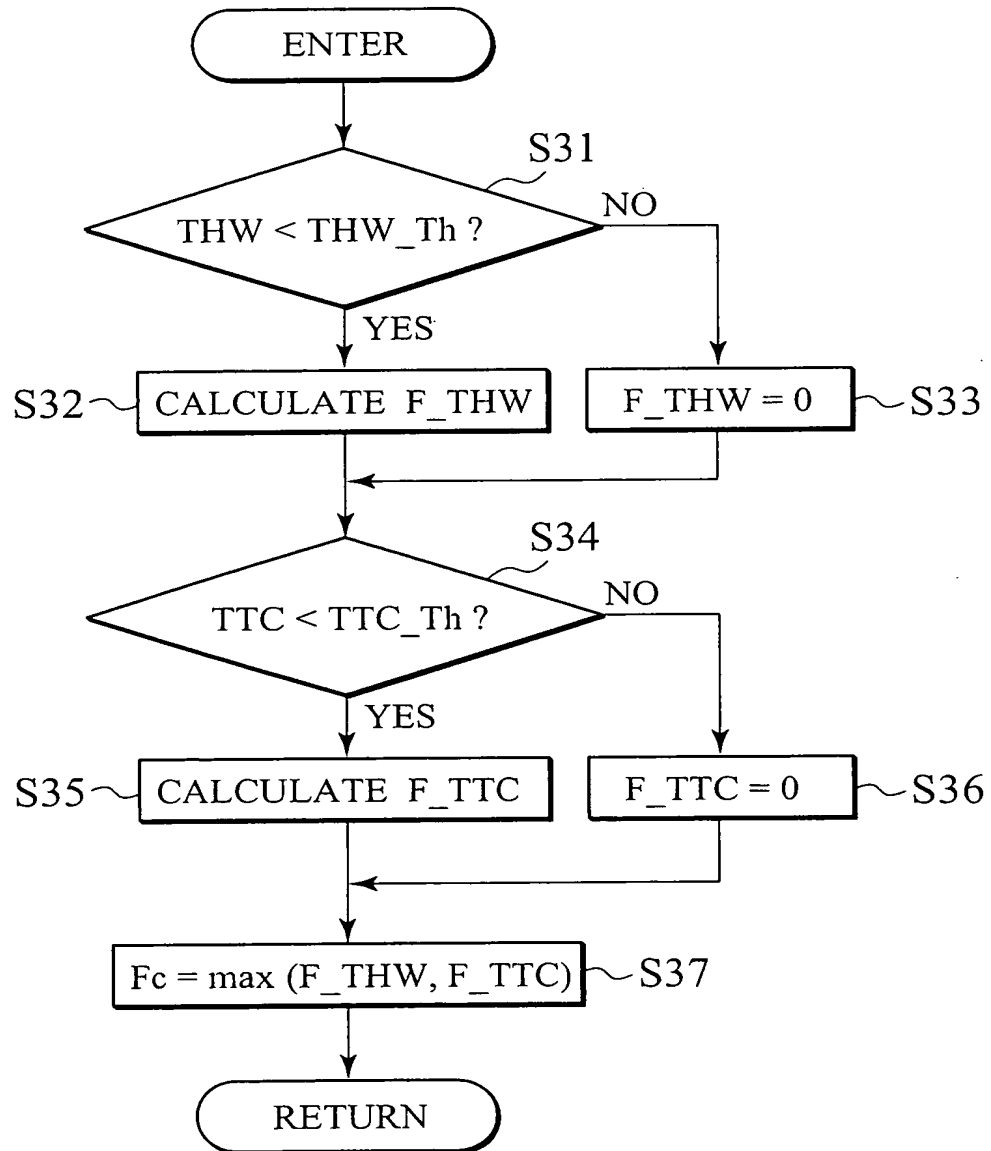 ENTER
S31
THW < THW_Th ?
NO
YES
S32
CALCULATE F_THW
F_THW = 0
S33
S34
TTC < TTC_Th ?
NO
YES
S35
CALCULATE F_TTC
F_TTC = 0
S36
Fc = max (F_THW, F_TTC)
S37
RETURN